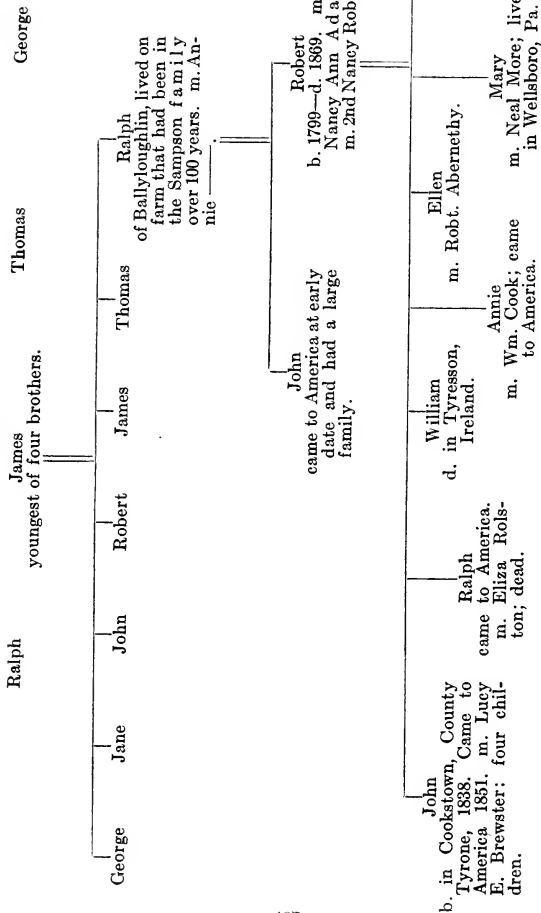 Ralph James Thomas George
youngest of four brothers.
George Jane John Robert James Thomas Ralph
of Ballyloughlin, lived on
farm that had been in
the Sampson family
over 100 years. m. An-
nie ——.
John
came to America at early
date and had a large
family.
Robert
b. 1799—d. 1869.
Nancy Ann
m. 2nd Nancy
John
b. in Cookstown, County
Tyrone, 1838. Came to
America 1851. m. Lucy
E. Brewster; four chil-
dren.
Ralph
came to America.
m. Eliza Rols-
ton; dead.
William
d. in Tyresson,
Ireland.
Annie
m. Wm. Cook; came
to America.
Ellen
m. Robt. Abernethy.
Mary
m. Neal More;
in Wellsboro, Pa.